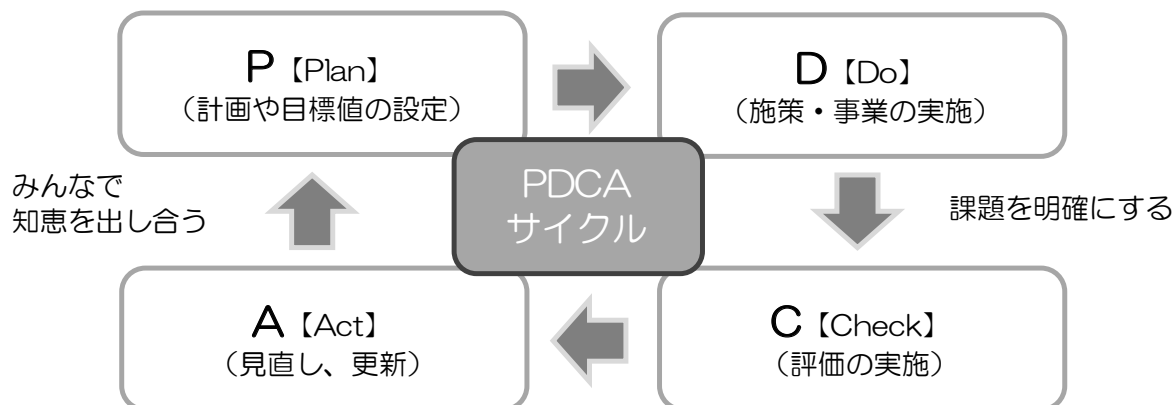 P【Plan】
（計画や目標値の設定）
D【Do】
（施策・事業の実施）
PDCA
サイクル
みんなで
知恵を出し合う
課題を明確にする
A【Act】
（見直し、更新）
C【Check】
（評価の実施）